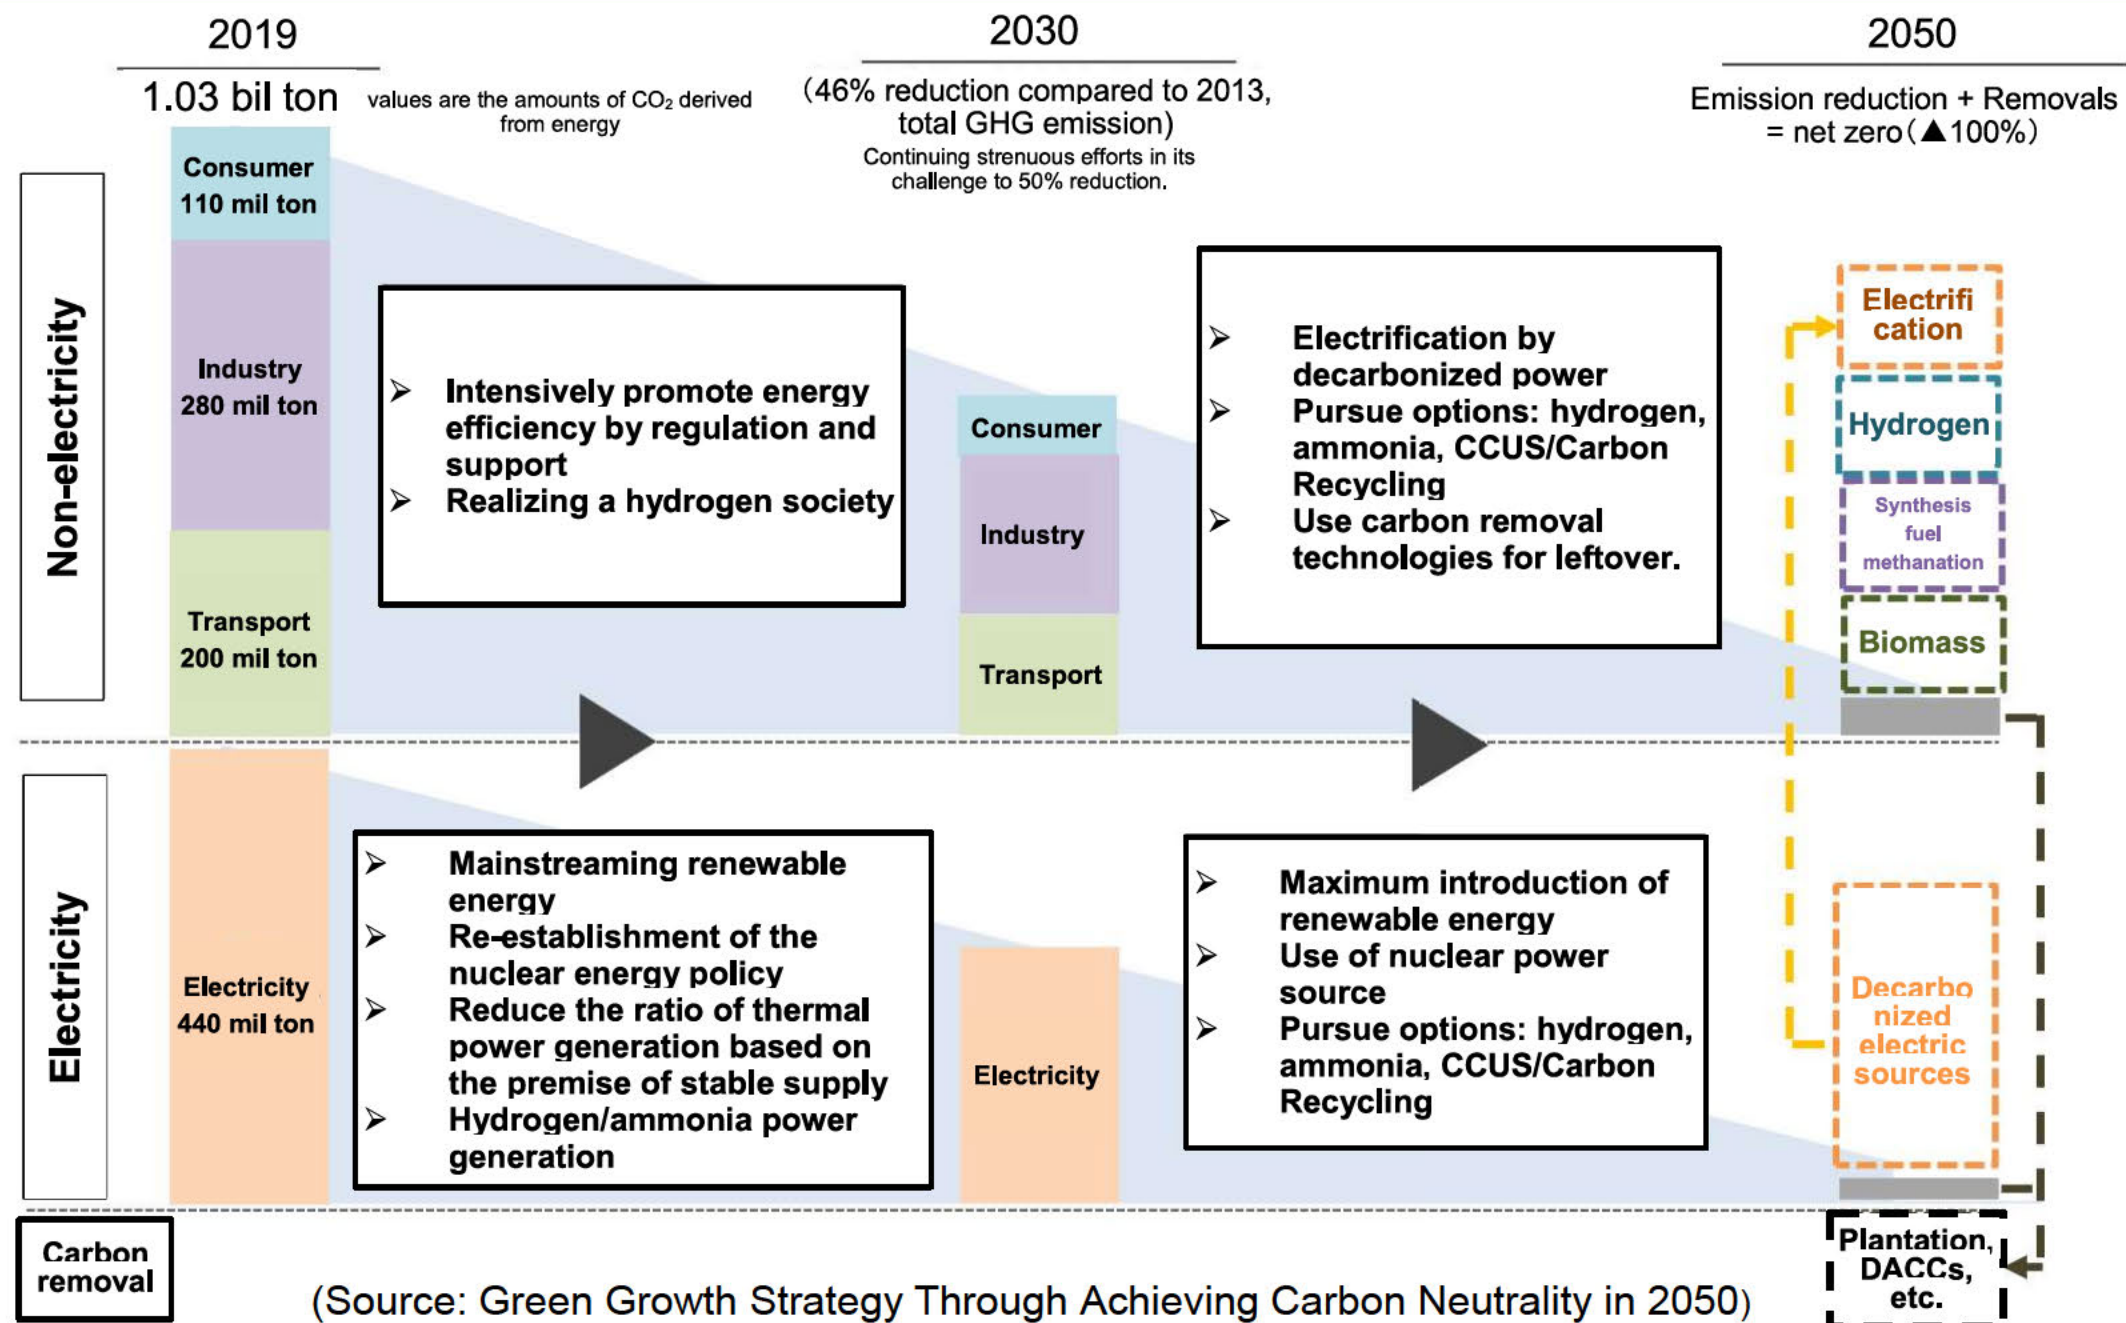 2019
1.03 bil ton
values are the amounts of CO₂ derived
from energy
2030
(46% reduction compared to 2013,
total GHG emission)
Continuing strenuous efforts in its
challenge to 50% reduction.
2050
Emission reduction + Removals
= net zero(▲100%)
Non-electricity
Consumer
110 mil ton
Industry
280 mil ton
Transport
200 mil ton
➢ Intensively promote energy
efficiency by regulation and
support
➢ Realizing a hydrogen society
Consumer
Industry
Transport
➢ Electrification by
decarbonized power
➢ Pursue options: hydrogen,
ammonia, CCUS/Carbon
Recycling
➢ Use carbon removal
technologies for leftover.
Electrifi
cation
Hydrogen
Synthesis
fuel
methanation
Biomass
Electricity
Electricity
440 mil ton
➢ Mainstreaming renewable
energy
➢ Re-establishment of the
nuclear energy policy
➢ Reduce the ratio of thermal
power generation based on
the premise of stable supply
➢ Hydrogen/ammonia power
generation
Electricity
➢ Maximum introduction of
renewable energy
➢ Use of nuclear power
source
➢ Pursue options: hydrogen,
ammonia, CCUS/Carbon
Recycling
Decarbo
nized
electric
sources
Carbon
removal
Plantation,
DACCs,
etc.
(Source: Green Growth Strategy Through Achieving Carbon Neutrality in 2050)